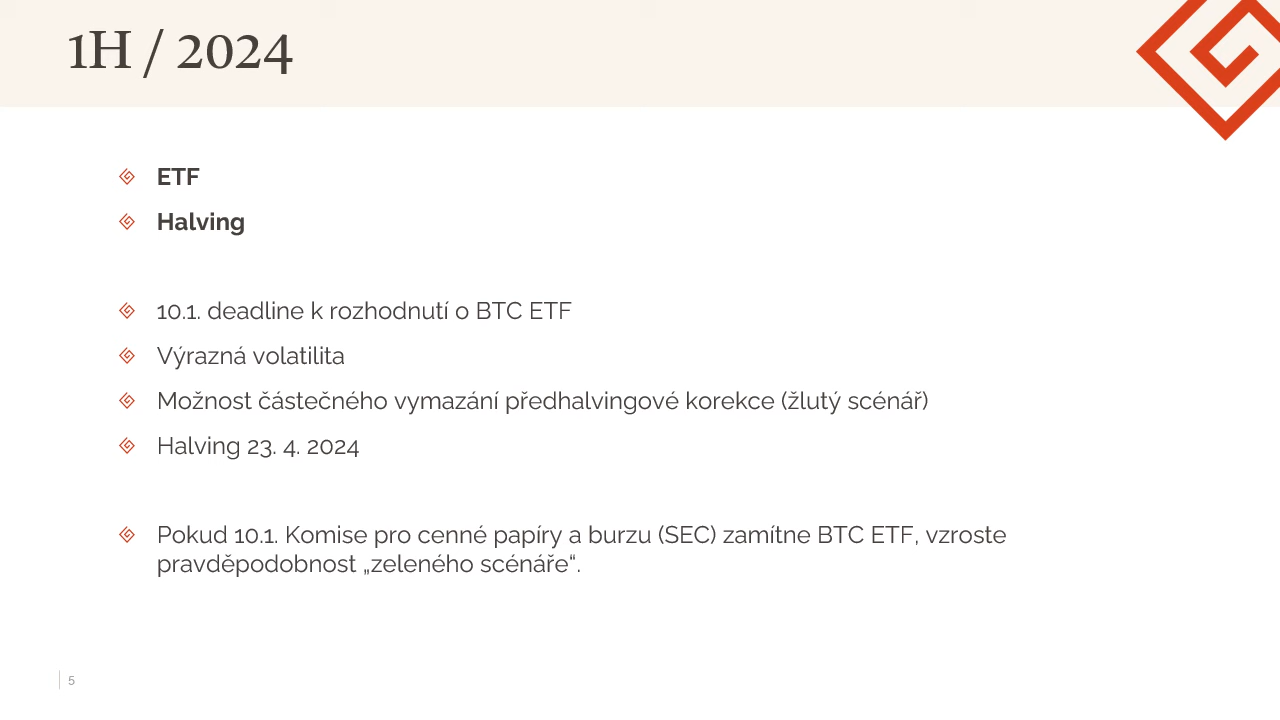 1H / 2024
ETF
Halving
10.1. deadline k rozhodnutí o BTC ETF
Výrazná volatilita
Možnost částečného vymazání předhalvingové korekce (žlutý scénář)
Halving 23. 4. 2024
Pokud 10.1. Komise pro cenné papíry a burzu (SEC) zamítne BTC ETF, vzroste
pravděpodobnost „zeleného scénáře“.
5